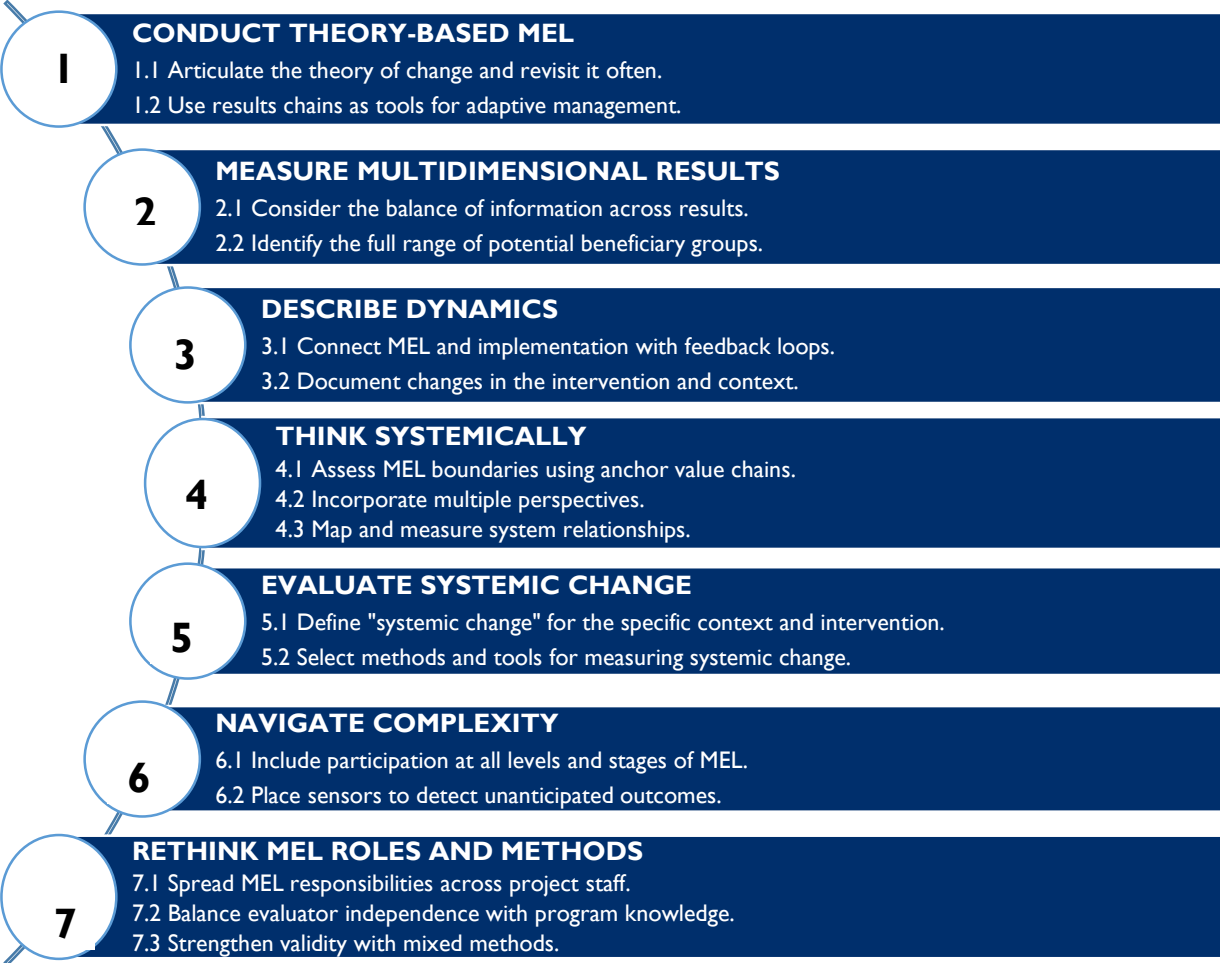 1
CONDUCT THEORY-BASED MEL
1.1 Articulate the theory of change and revisit it often.
1.2 Use results chains as tools for adaptive management.
2
MEASURE MULTIDIMENSIONAL RESULTS
2.1 Consider the balance of information across results.
2.2 Identify the full range of potential beneficiary groups.
3
DESCRIBE DYNAMICS
3.1 Connect MEL and implementation with feedback loops.
3.2 Document changes in the intervention and context.
4
THINK SYSTEMICALLY
4.1 Assess MEL boundaries using anchor value chains.
4.2 Incorporate multiple perspectives.
4.3 Map and measure system relationships.
5
EVALUATE SYSTEMIC CHANGE
5.1 Define "systemic change" for the specific context and intervention.
5.2 Select methods and tools for measuring systemic change.
6
NAVIGATE COMPLEXITY
6.1 Include participation at all levels and stages of MEL.
6.2 Place sensors to detect unanticipated outcomes.
7
RETHINK MEL ROLES AND METHODS
7.1 Spread MEL responsibilities across project staff.
7.2 Balance evaluator independence with program knowledge.
7.3 Strengthen validity with mixed methods.